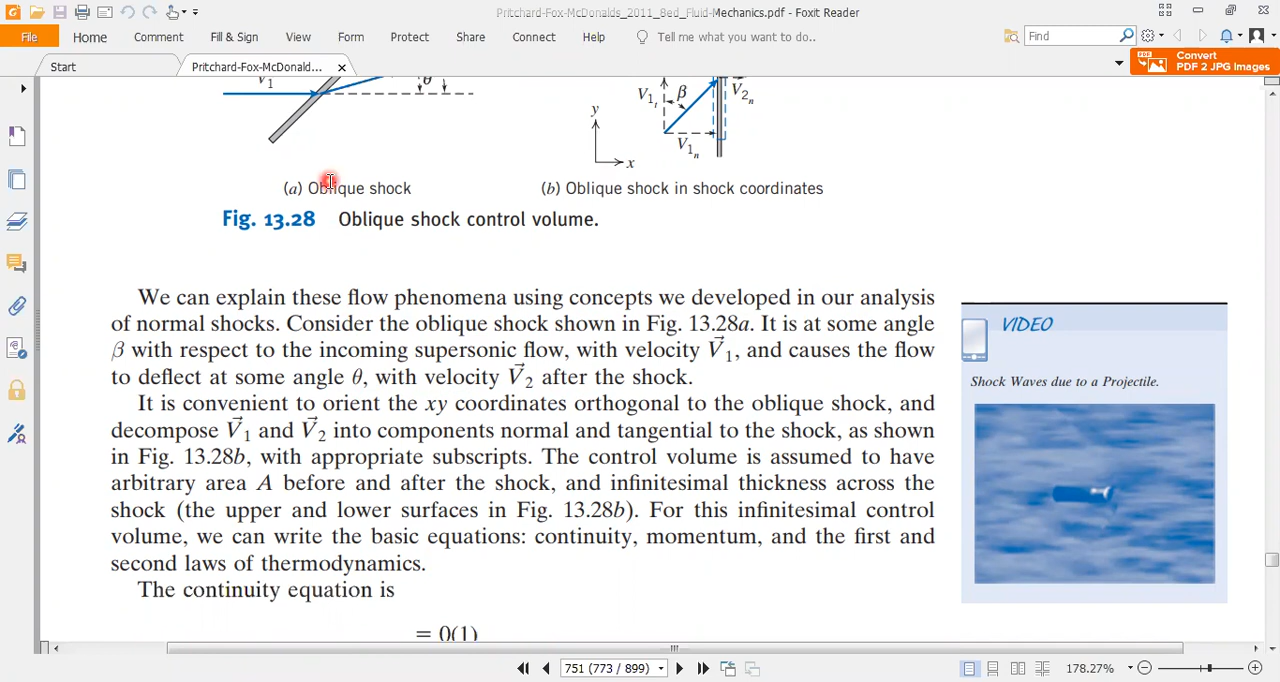 Pritchard-Fox-McDonalds_2011_8ed_Fluid-Mechanics.pdf - Foxit Reader
File Home Comment Fill & Sign View Form Protect Share Connect Help Tell me what you want to do.. Find
Start Pritchard-Fox-McDonald... Convert
PDF 2 JPG Images
V1 θ
V1t β V2n
y
V1n
x
(a) Oblique shock (b) Oblique shock in shock coordinates
Fig. 13.28 Oblique shock control volume.
We can explain these flow phenomena using concepts we developed in our analysis
of normal shocks. Consider the oblique shock shown in Fig. 13.28a. It is at some angle
β with respect to the incoming supersonic flow, with velocity V⃗1, and causes the flow
to deflect at some angle θ, with velocity V⃗2 after the shock.
It is convenient to orient the xy coordinates orthogonal to the oblique shock, and
decompose V⃗1 and V⃗2 into components normal and tangential to the shock, as shown
in Fig. 13.28b, with appropriate subscripts. The control volume is assumed to have
arbitrary area A before and after the shock, and infinitesimal thickness across the
shock (the upper and lower surfaces in Fig. 13.28b). For this infinitesimal control
volume, we can write the basic equations: continuity, momentum, and the first and
second laws of thermodynamics.
The continuity equation is
= 0(1)
VIDEO
Shock Waves due to a Projectile.
751 (773 / 899) 178.27%